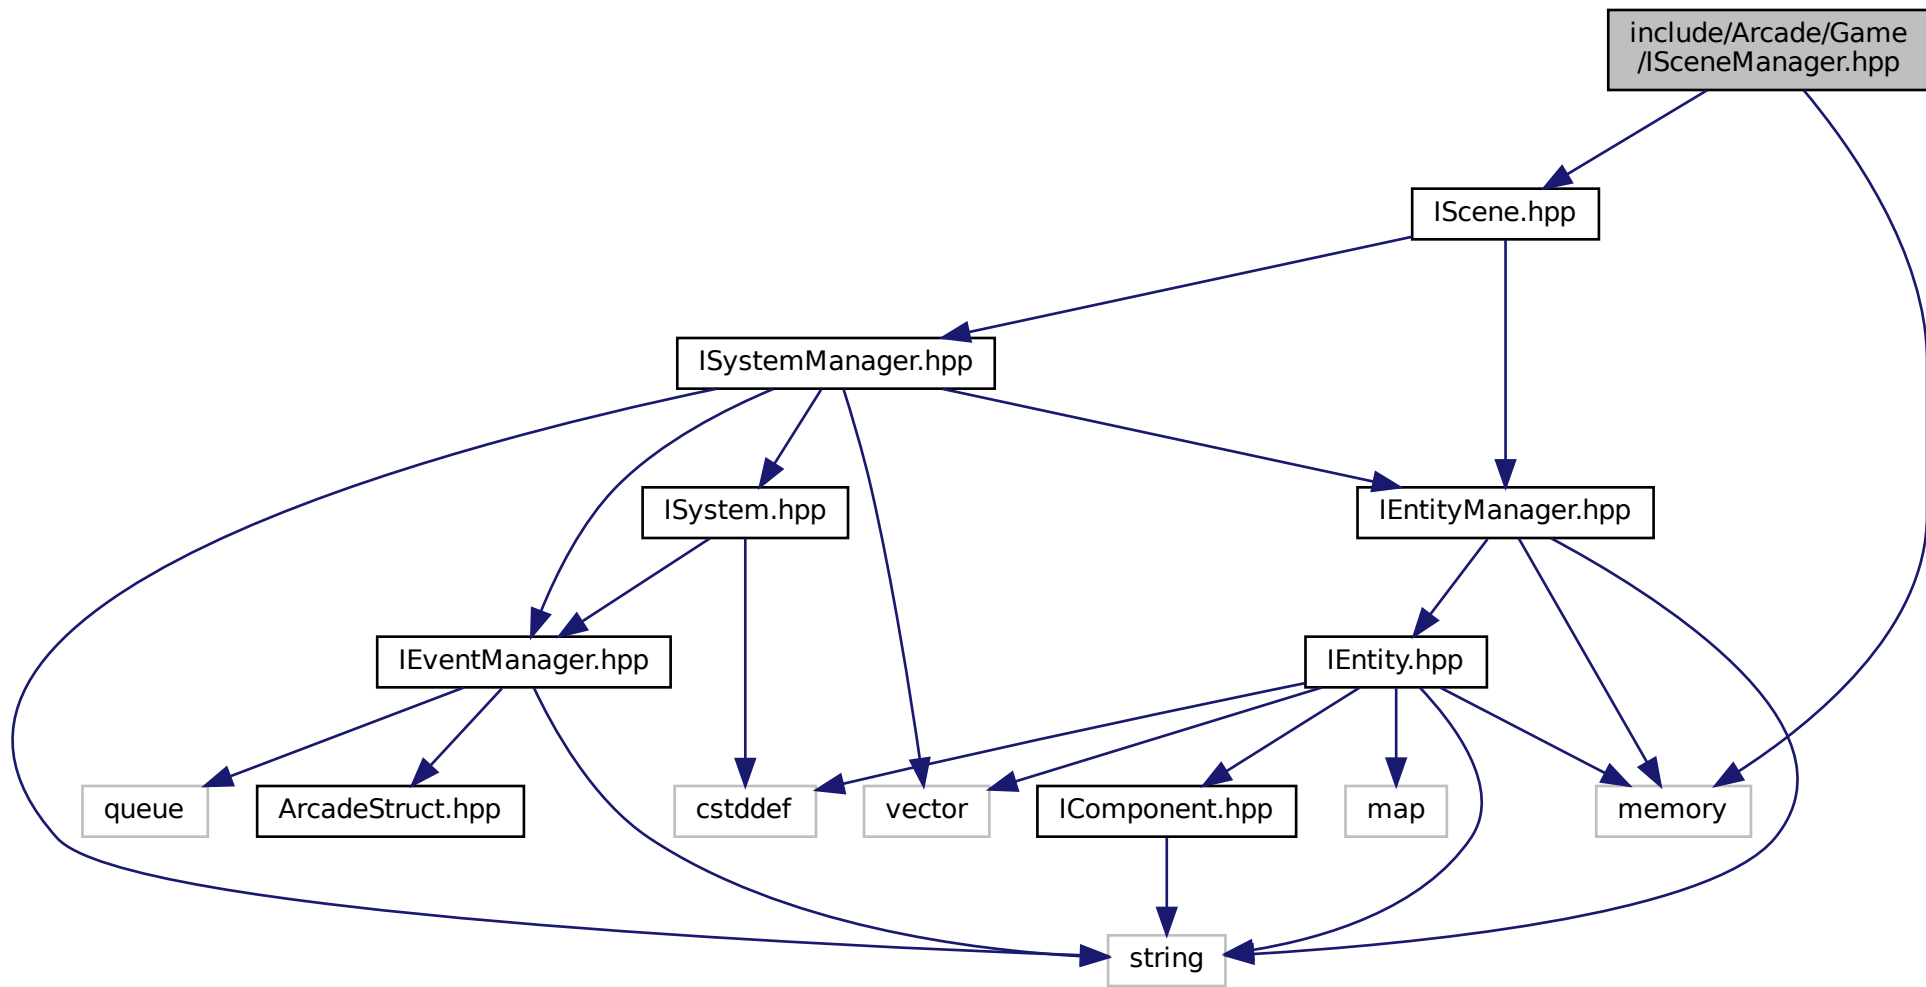 include/Arcade/Game
/ISceneManager.hpp
IScene.hpp
ISystemManager.hpp
ISystem.hpp
IEntityManager.hpp
IEventManager.hpp
IEntity.hpp
queue
ArcadeStruct.hpp
cstddef
vector
IComponent.hpp
map
memory
string